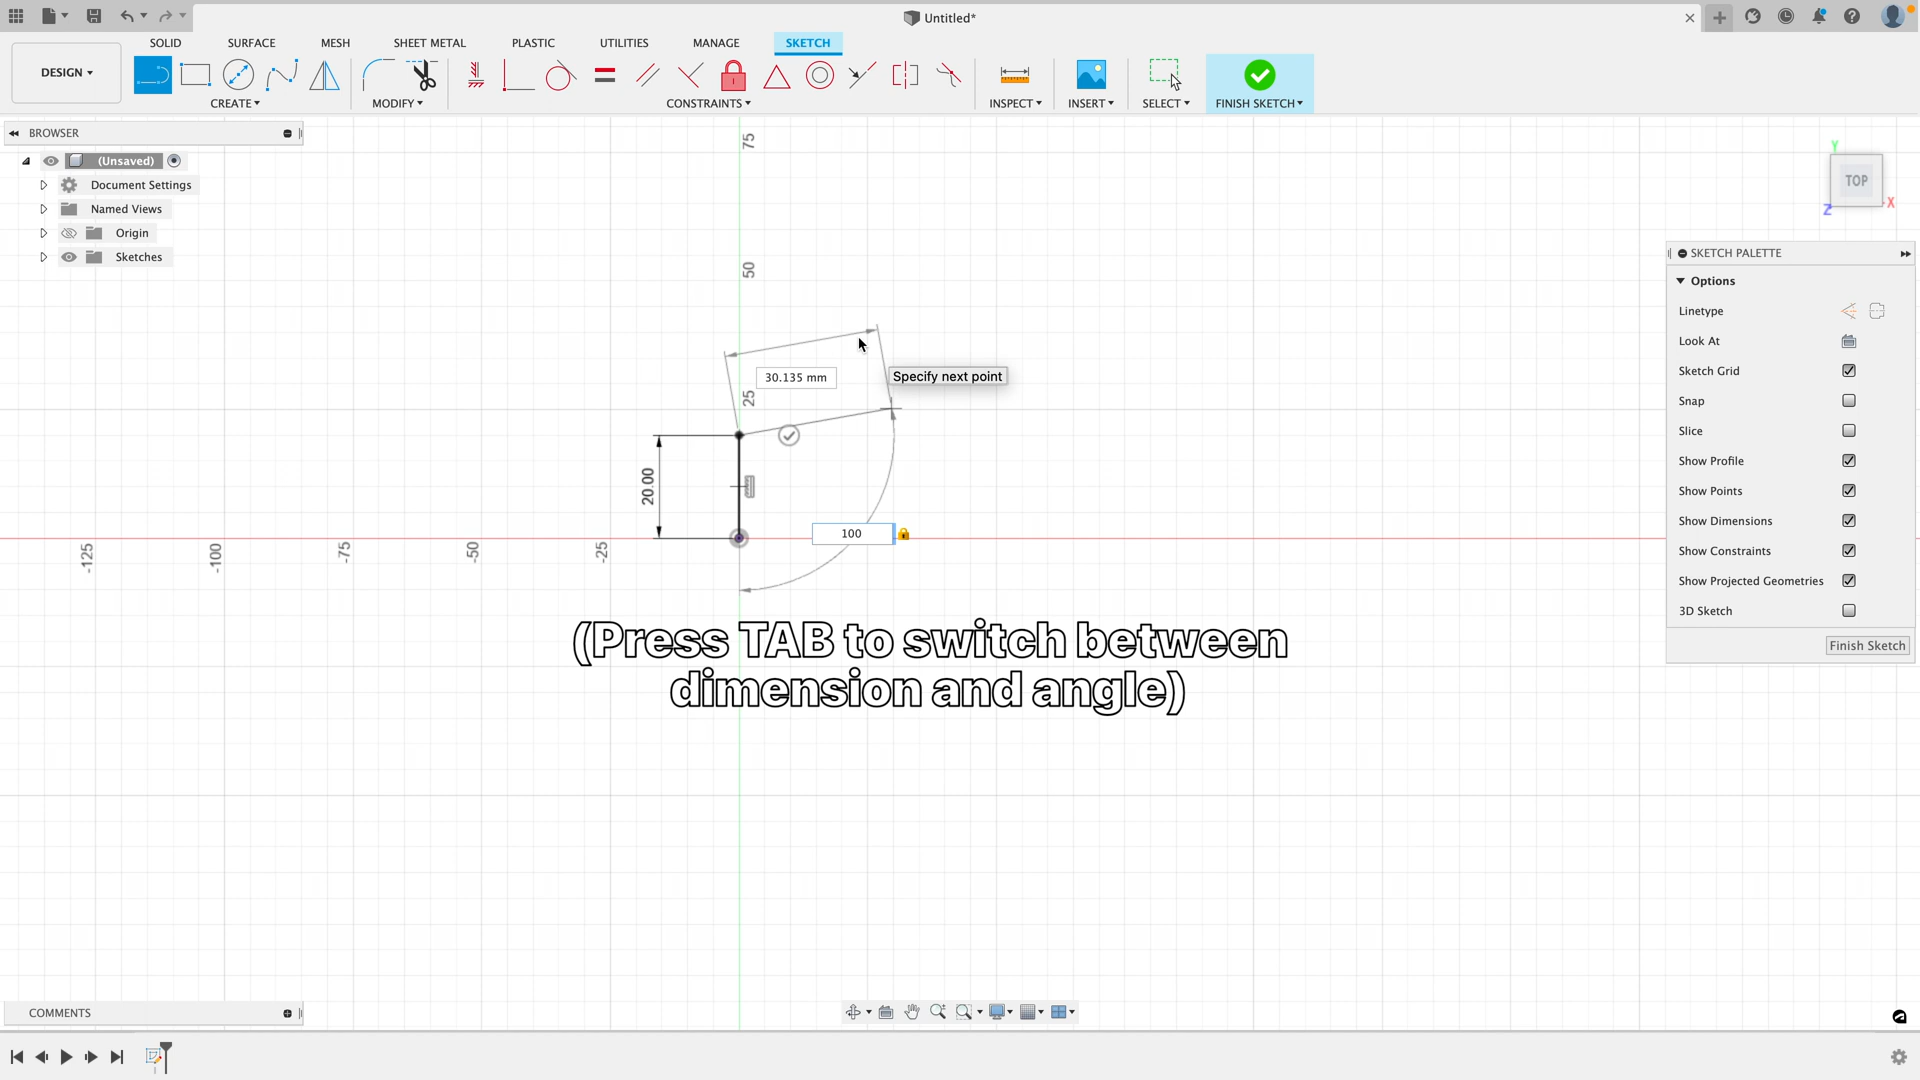 Untitled*
SOLID
SURFACE
MESH
SHEET METAL
PLASTIC
UTILITIES
MANAGE
SKETCH
DESIGN
CREATE
MODIFY
CONSTRAINTS
INSPECT
INSERT
SELECT
FINISH SKETCH
BROWSER
(Unsaved)
Document Settings
Named Views
Origin
Sketches
75
50
25
-125
-100
-75
-50
-25
30.135 mm
Specify next point
20.00
100
(Press TAB to switch between
dimension and angle)
Y
TOP
X
Z
SKETCH PALETTE
Options
Linetype
Look At
Sketch Grid
Snap
Slice
Show Profile
Show Points
Show Dimensions
Show Constraints
Show Projected Geometries
3D Sketch
Finish Sketch
COMMENTS